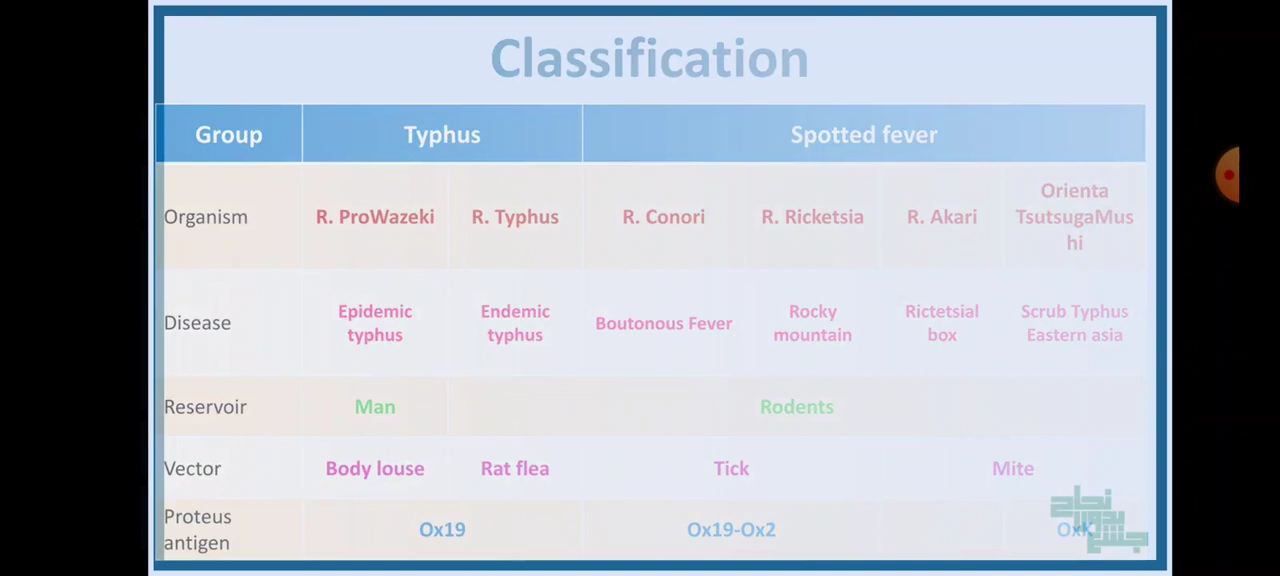 Classification
Group Typhus Spotted fever
Organism R. ProWazeki R. Typhus R. Conori R. Ricketsia R. Akari Orienta
TsutsugaMus
hi
Disease Epidemic typhus Endemic typhus Boutonous Fever Rocky mountain Rictetsial box Scrub Typhus Eastern asia
Reservoir Man Rodents
Vector Body louse Rat flea Tick Mite
Proteus antigen Ox19 Ox19-Ox2 OxK